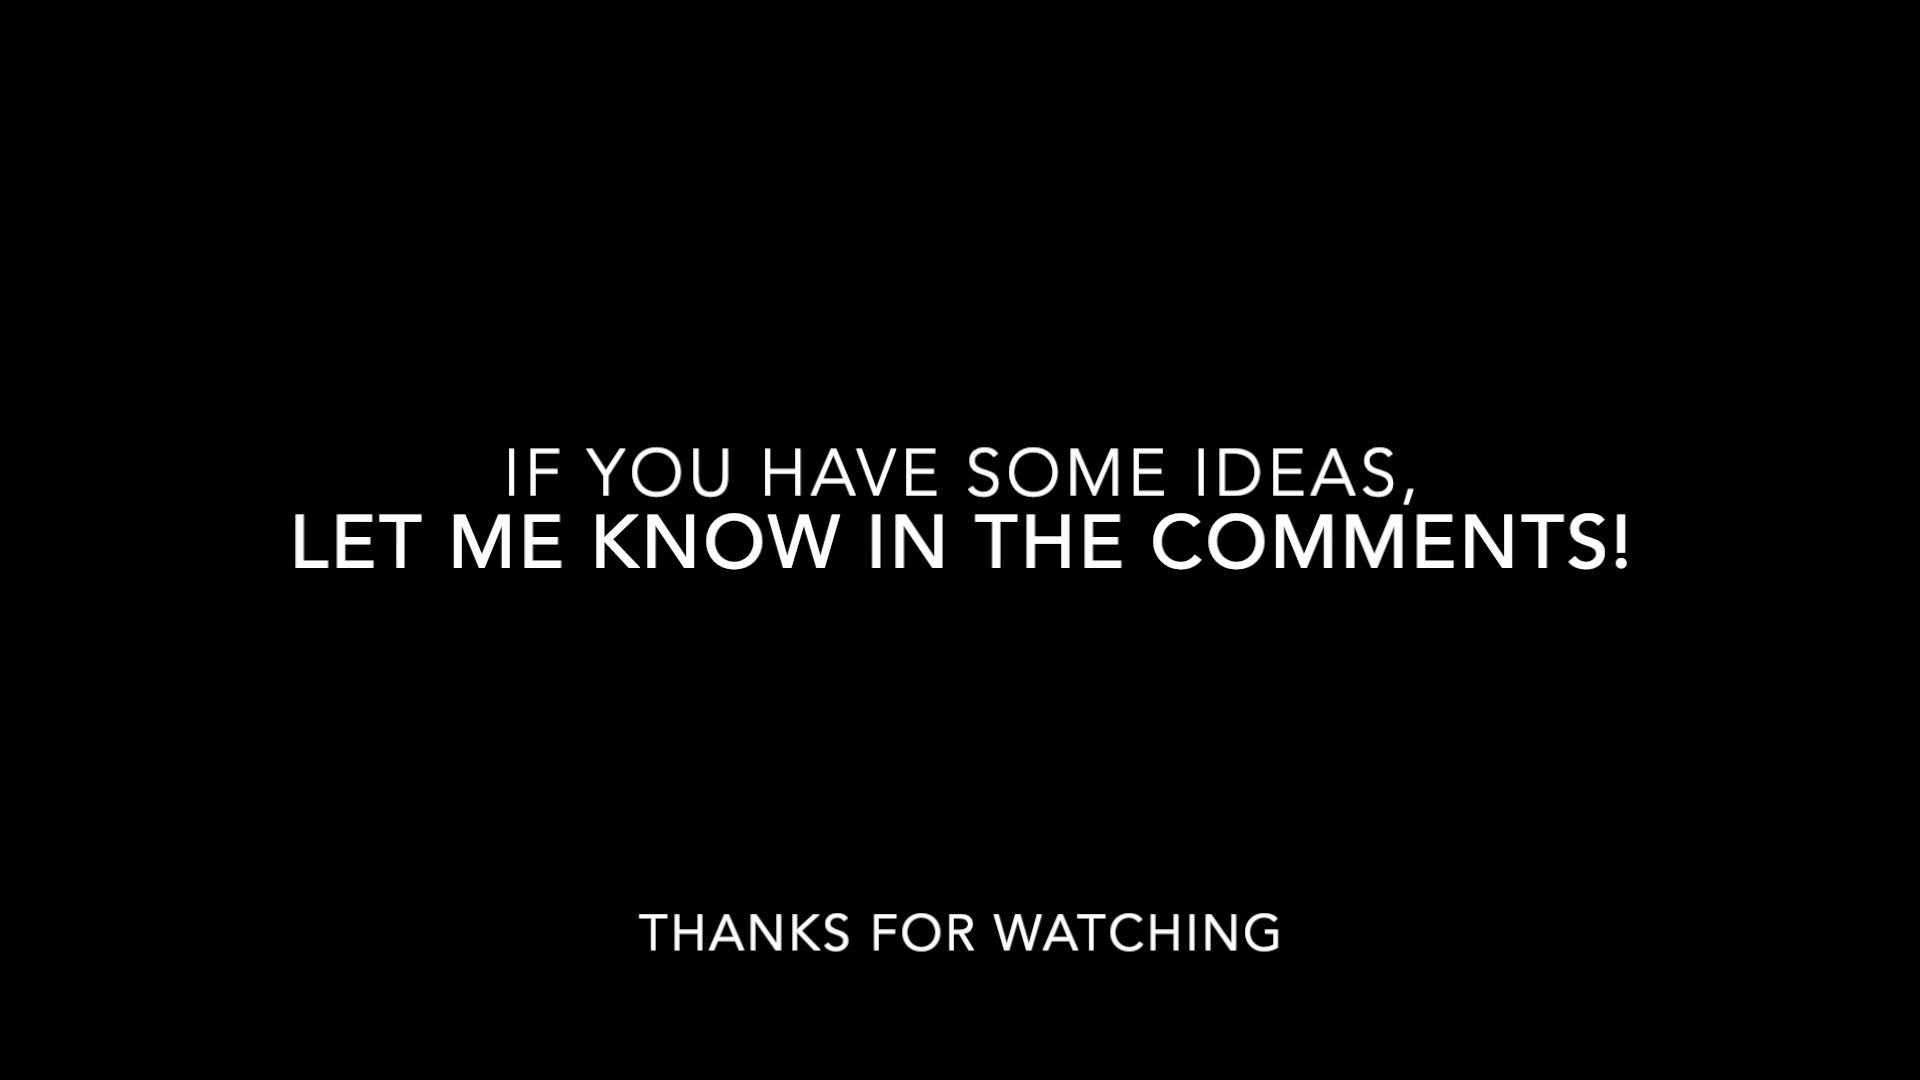 IF YOU HAVE SOME IDEAS,
LET ME KNOW IN THE COMMENTS!
THANKS FOR WATCHING